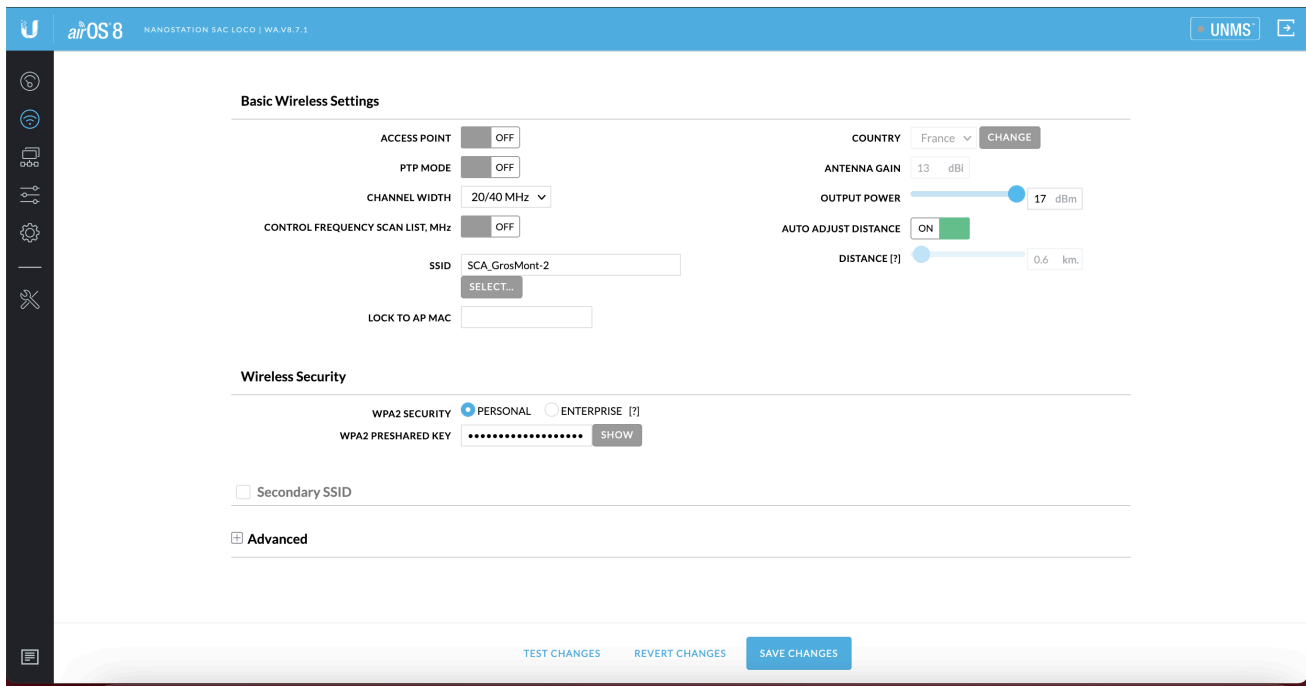 airOS 8 NANOSTATION 5AC LOCO | WA.V8.7.1 UNMS
Basic Wireless Settings
ACCESS POINT OFF
PTP MODE OFF
CHANNEL WIDTH 20/40 MHz
CONTROL FREQUENCY SCAN LIST, MHz OFF
SSID SCA_GrosMont-2
SELECT...
LOCK TO AP MAC
COUNTRY France CHANGE
ANTENNA GAIN 13 dBi
OUTPUT POWER 17 dBm
AUTO ADJUST DISTANCE ON
DISTANCE [?] 0.6 km.
Wireless Security
WPA2 SECURITY PERSONAL ENTERPRISE [?]
WPA2 PRESHARED KEY ••••••••••••••••••• SHOW
Secondary SSID
Advanced
TEST CHANGES REVERT CHANGES SAVE CHANGES